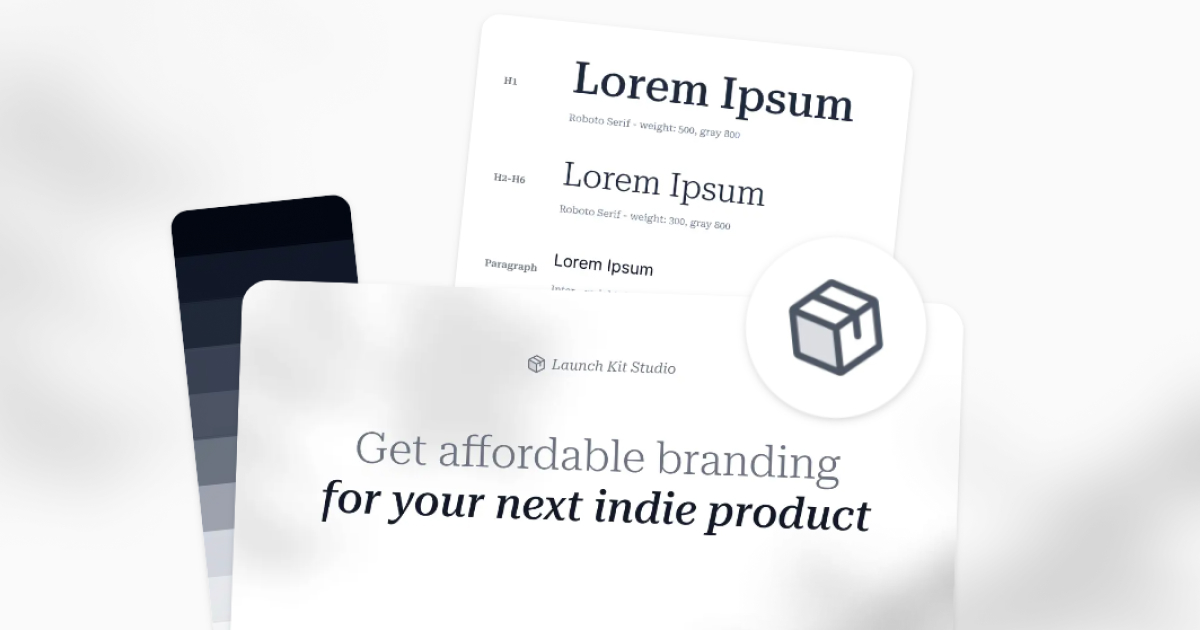 H1
Lorem Ipsum
Roboto Serif - weight: 500, gray 800
H2-H6
Lorem Ipsum
Roboto Serif - weight: 300, gray 800
Paragraph
Lorem Ipsum
Launch Kit Studio
Get affordable branding
for your next indie product